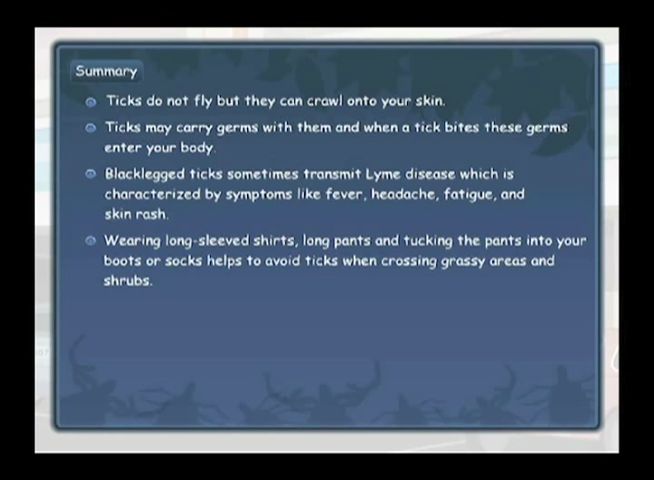 Summary
Ticks do not fly but they can crawl onto your skin.
Ticks may carry germs with them and when a tick bites these germs
enter your body.
Blacklegged ticks sometimes transmit Lyme disease which is
characterized by symptoms like fever, headache, fatigue, and
skin rash.
Wearing long-sleeved shirts, long pants and tucking the pants into your
boots or socks helps to avoid ticks when crossing grassy areas and
shrubs.